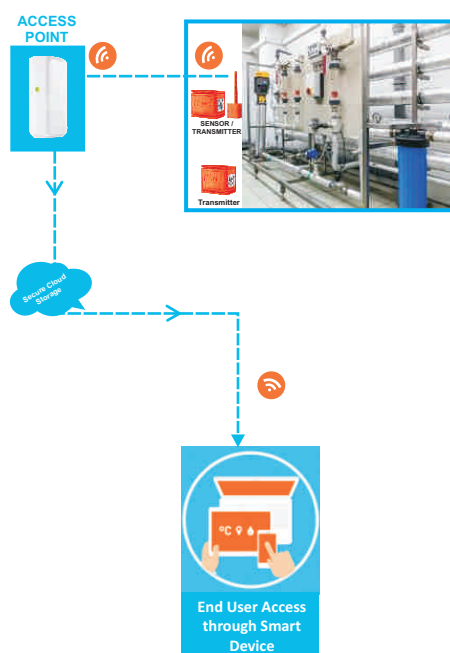 ACCESS
POINT
SENSOR /
TRANSMITTER
Transmitter
Secure Cloud
Storage
°C
End User Access
through Smart
Device